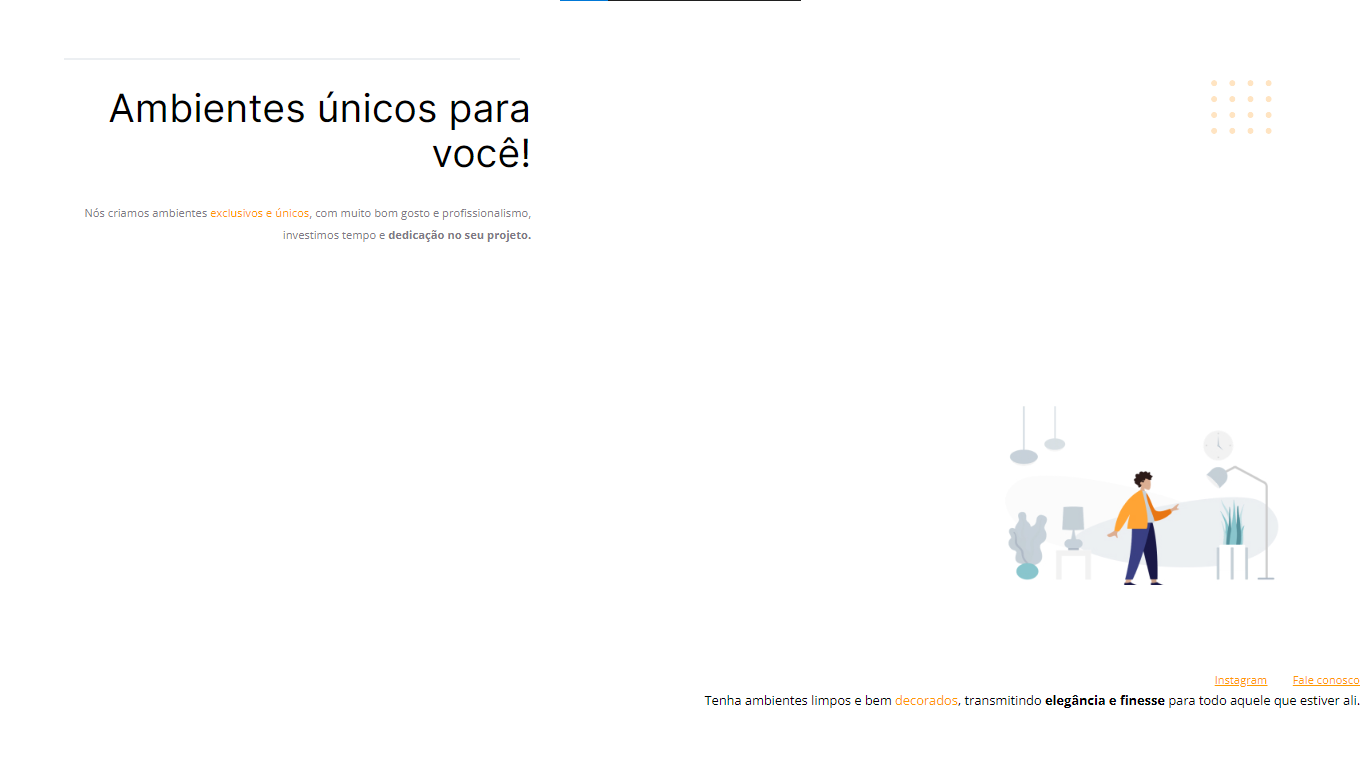 Ambientes únicos para
você!
Nós criamos ambientes exclusivos e únicos, com muito bom gosto e profissionalismo,
investimos tempo e dedicação no seu projeto.
Instagram Fale conosco
Tenha ambientes limpos e bem decorados, transmitindo elegância e finesse para todo aquele que estiver ali.